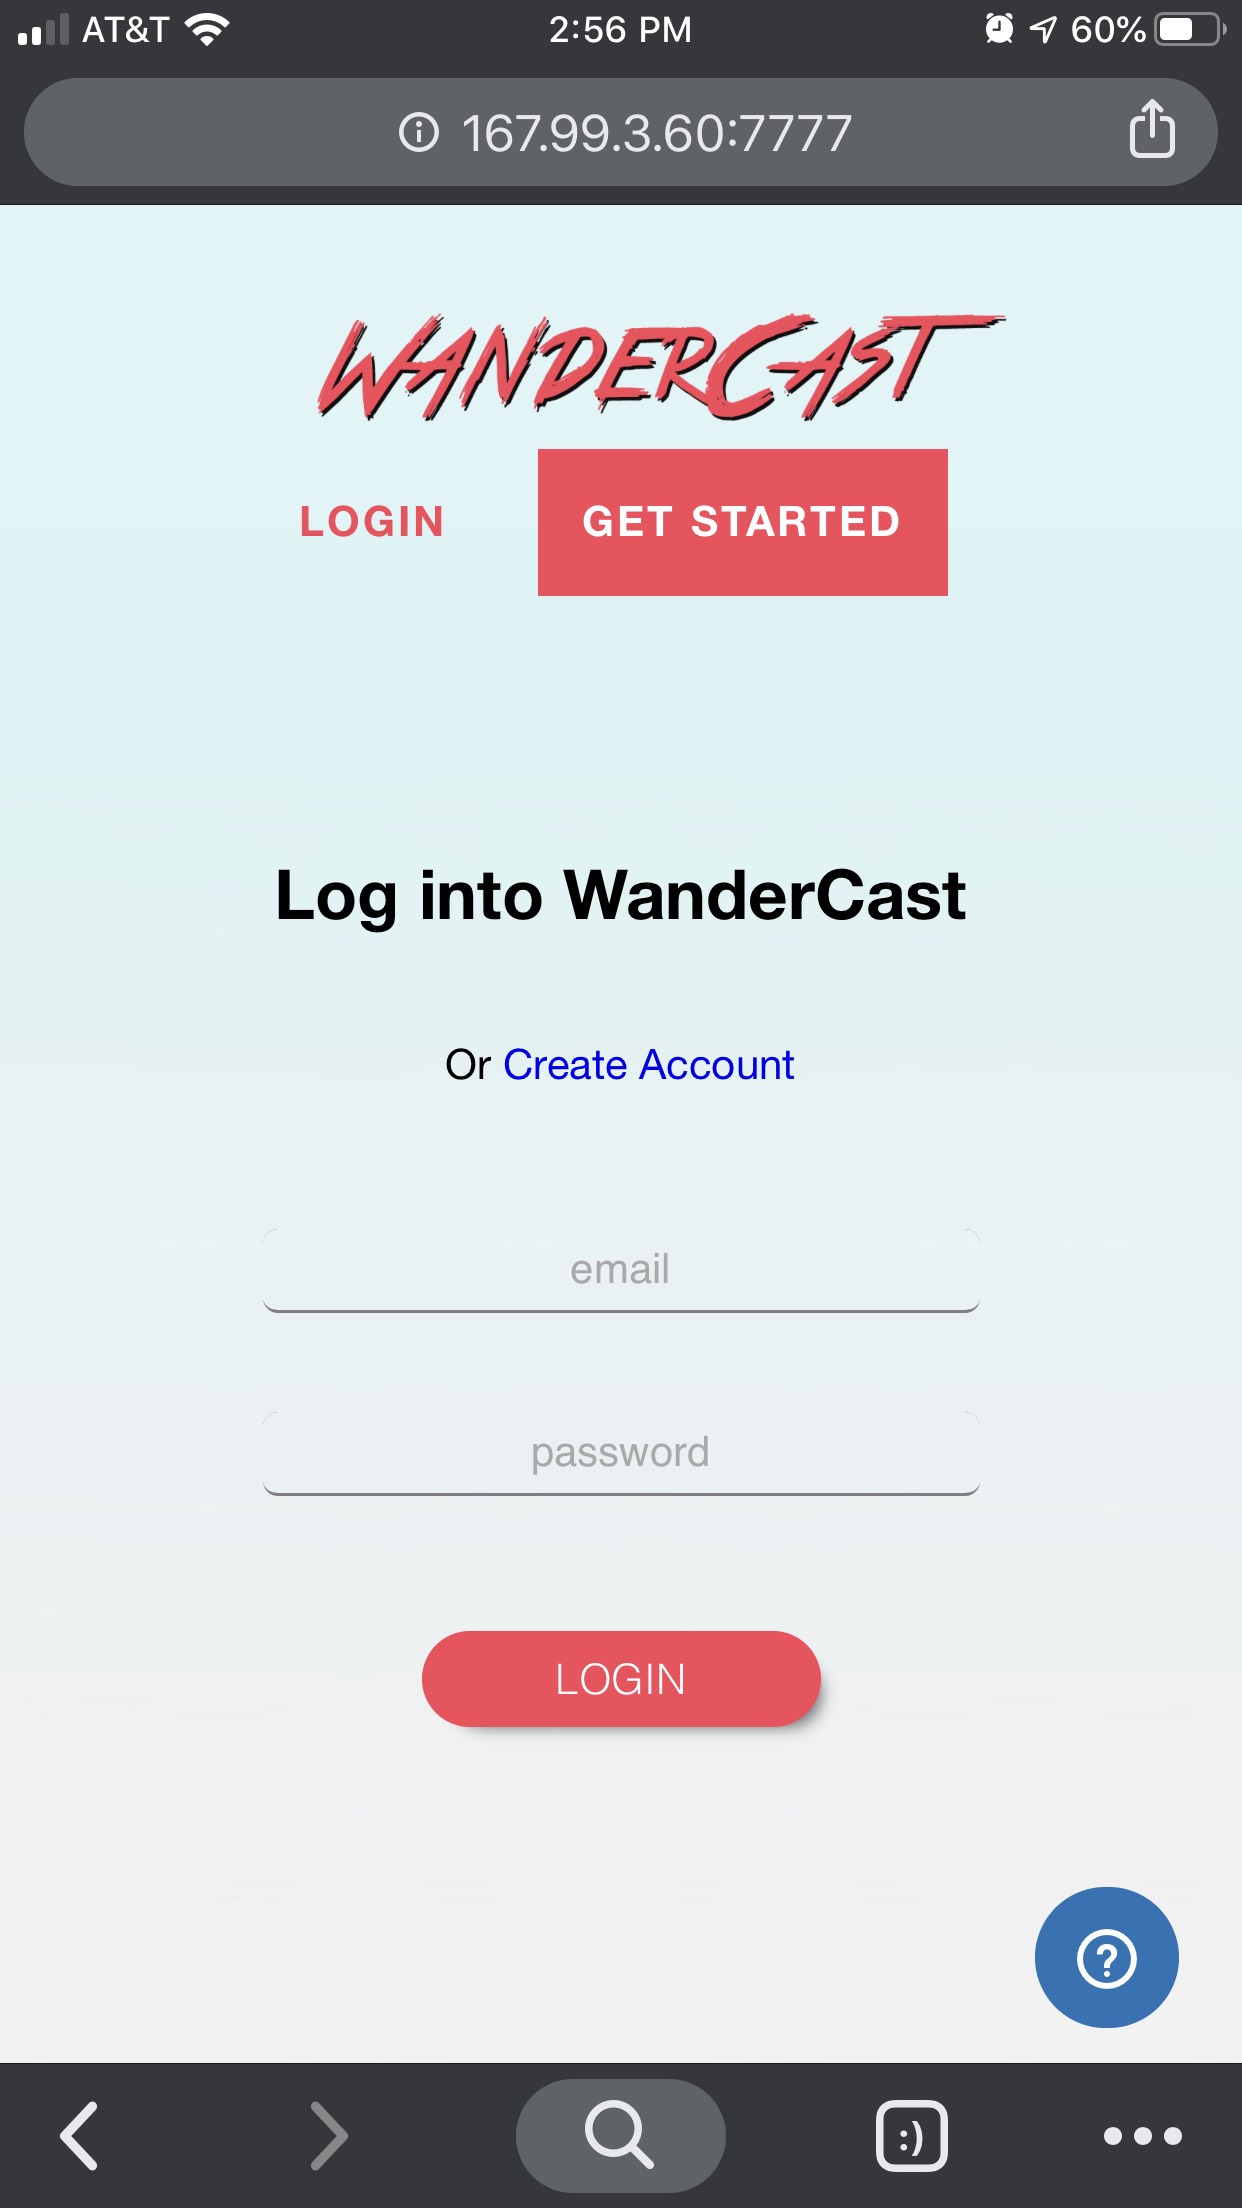 AT&T 2:56 PM 60%
167.99.3.60:7777
WANDERCAST
LOGIN GET STARTED
Log into WanderCast
Or Create Account
email
password
LOGIN
?
:)